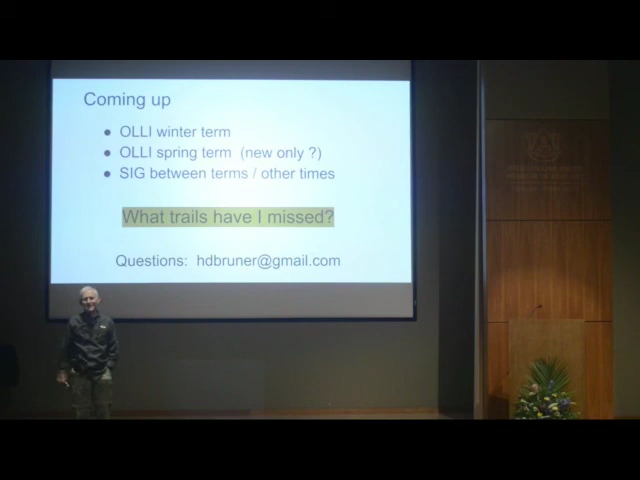 Coming up
● OLLI winter term
● OLLI spring term (new only ?)
● SIG between terms / other times
What trails have I missed?
Questions: hdbruner@gmail.com